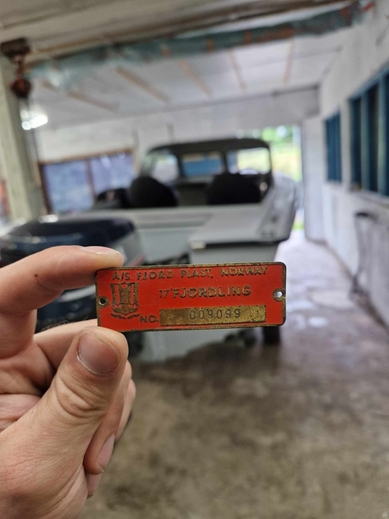 A/S FJORD PLAST, NORWAY
17' FJORDLING
NO. 009099